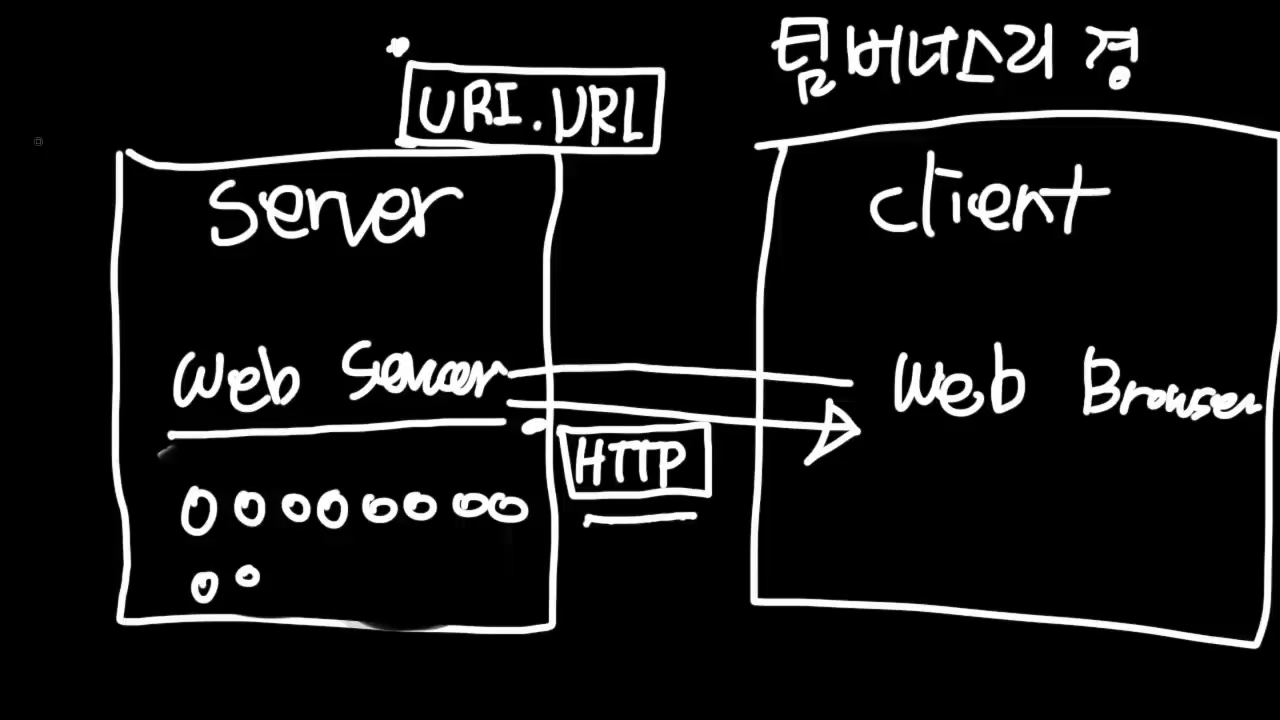 팀버너스리 경
URI.URL
Server
client
Web Server
Web Browser
HTTP